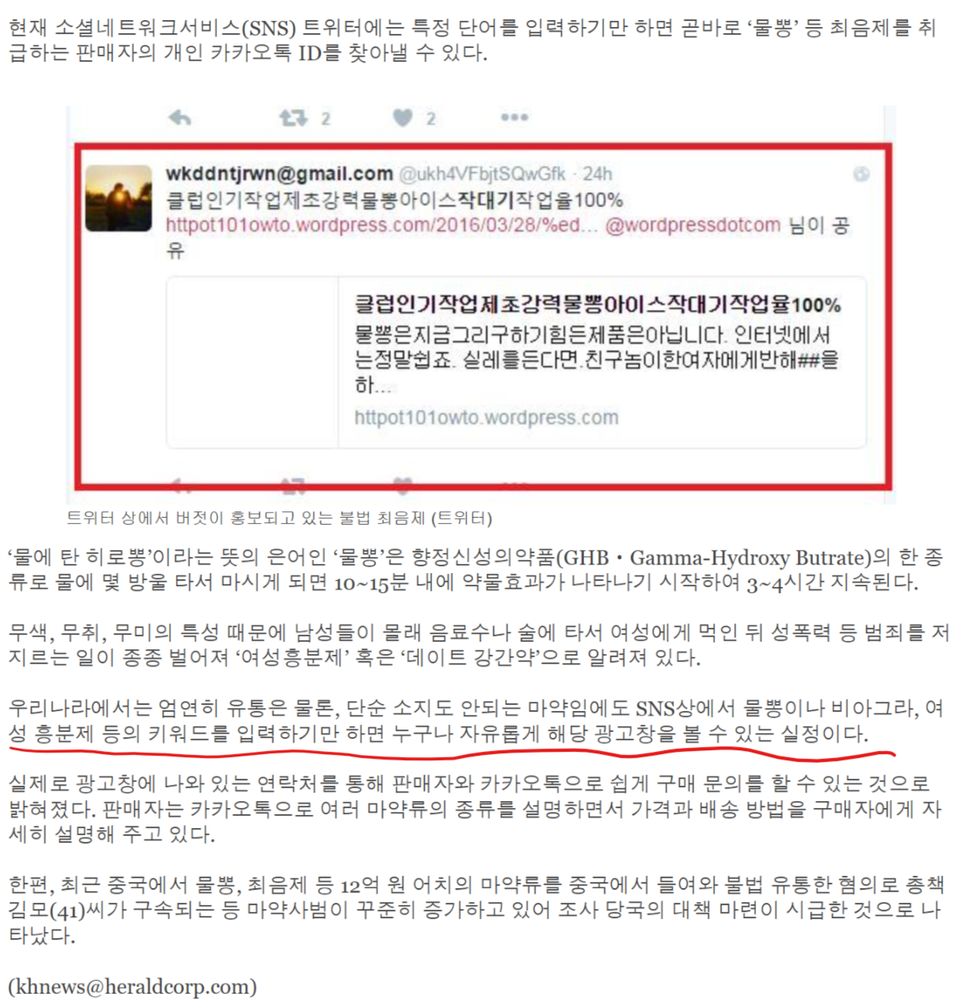 현재 소셜네트워크서비스(SNS) 트위터에는 특정 단어를 입력하기만 하면 곧바로 ‘물뽕’ 등 최음제를 취
급하는 판매자의 개인 카카오톡 ID를 찾아낼 수 있다.
2 2
wkddntjrwn@gmail.com @ukh4VFbjtSQwGfk · 24h
클럽인기작업제초강력물뽕아이스작대기작업율100%
httpot101owto.wordpress.com/2016/03/28/%ed... @wordpressdotcom 님이 공
유
클럽인기작업제초강력물뽕아이스작대기작업율100%
물뽕은지금그리구하기힘든제품은아닙니다. 인터넷에서
는정말쉽죠. 실레를든다면.친구놈이한여자에게반해##을
하...
httpot101owto.wordpress.com
트위터 상에서 버젓이 홍보되고 있는 불법 최음제 (트위터)
‘물에 탄 히로뽕’이라는 뜻의 은어인 ‘물뽕’은 향정신성의약품(GHB・Gamma-Hydroxy Butrate)의 한 종
류로 물에 몇 방울 타서 마시게 되면 10~15분 내에 약물효과가 나타나기 시작하여 3~4시간 지속된다.
무색, 무취, 무미의 특성 때문에 남성들이 몰래 음료수나 술에 타서 여성에게 먹인 뒤 성폭력 등 범죄를 저
지르는 일이 종종 벌어져 ‘여성흥분제’ 혹은 ‘데이트 강간약’으로 알려져 있다.
우리나라에서는 엄연히 유통은 물론, 단순 소지도 안되는 마약임에도 SNS상에서 물뽕이나 비아그라, 여
성 흥분제 등의 키워드를 입력하기만 하면 누구나 자유롭게 해당 광고창을 볼 수 있는 실정이다.
실제로 광고창에 나와 있는 연락처를 통해 판매자와 카카오톡으로 쉽게 구매 문의를 할 수 있는 것으로
밝혀졌다. 판매자는 카카오톡으로 여러 마약류의 종류를 설명하면서 가격과 배송 방법을 구매자에게 자
세히 설명해 주고 있다.
한편, 최근 중국에서 물뽕, 최음제 등 12억 원 어치의 마약류를 중국에서 들여와 불법 유통한 혐의로 총책
김모(41)씨가 구속되는 등 마약사범이 꾸준히 증가하고 있어 조사 당국의 대책 마련이 시급한 것으로 나
타났다.
(khnews@heraldcorp.com)